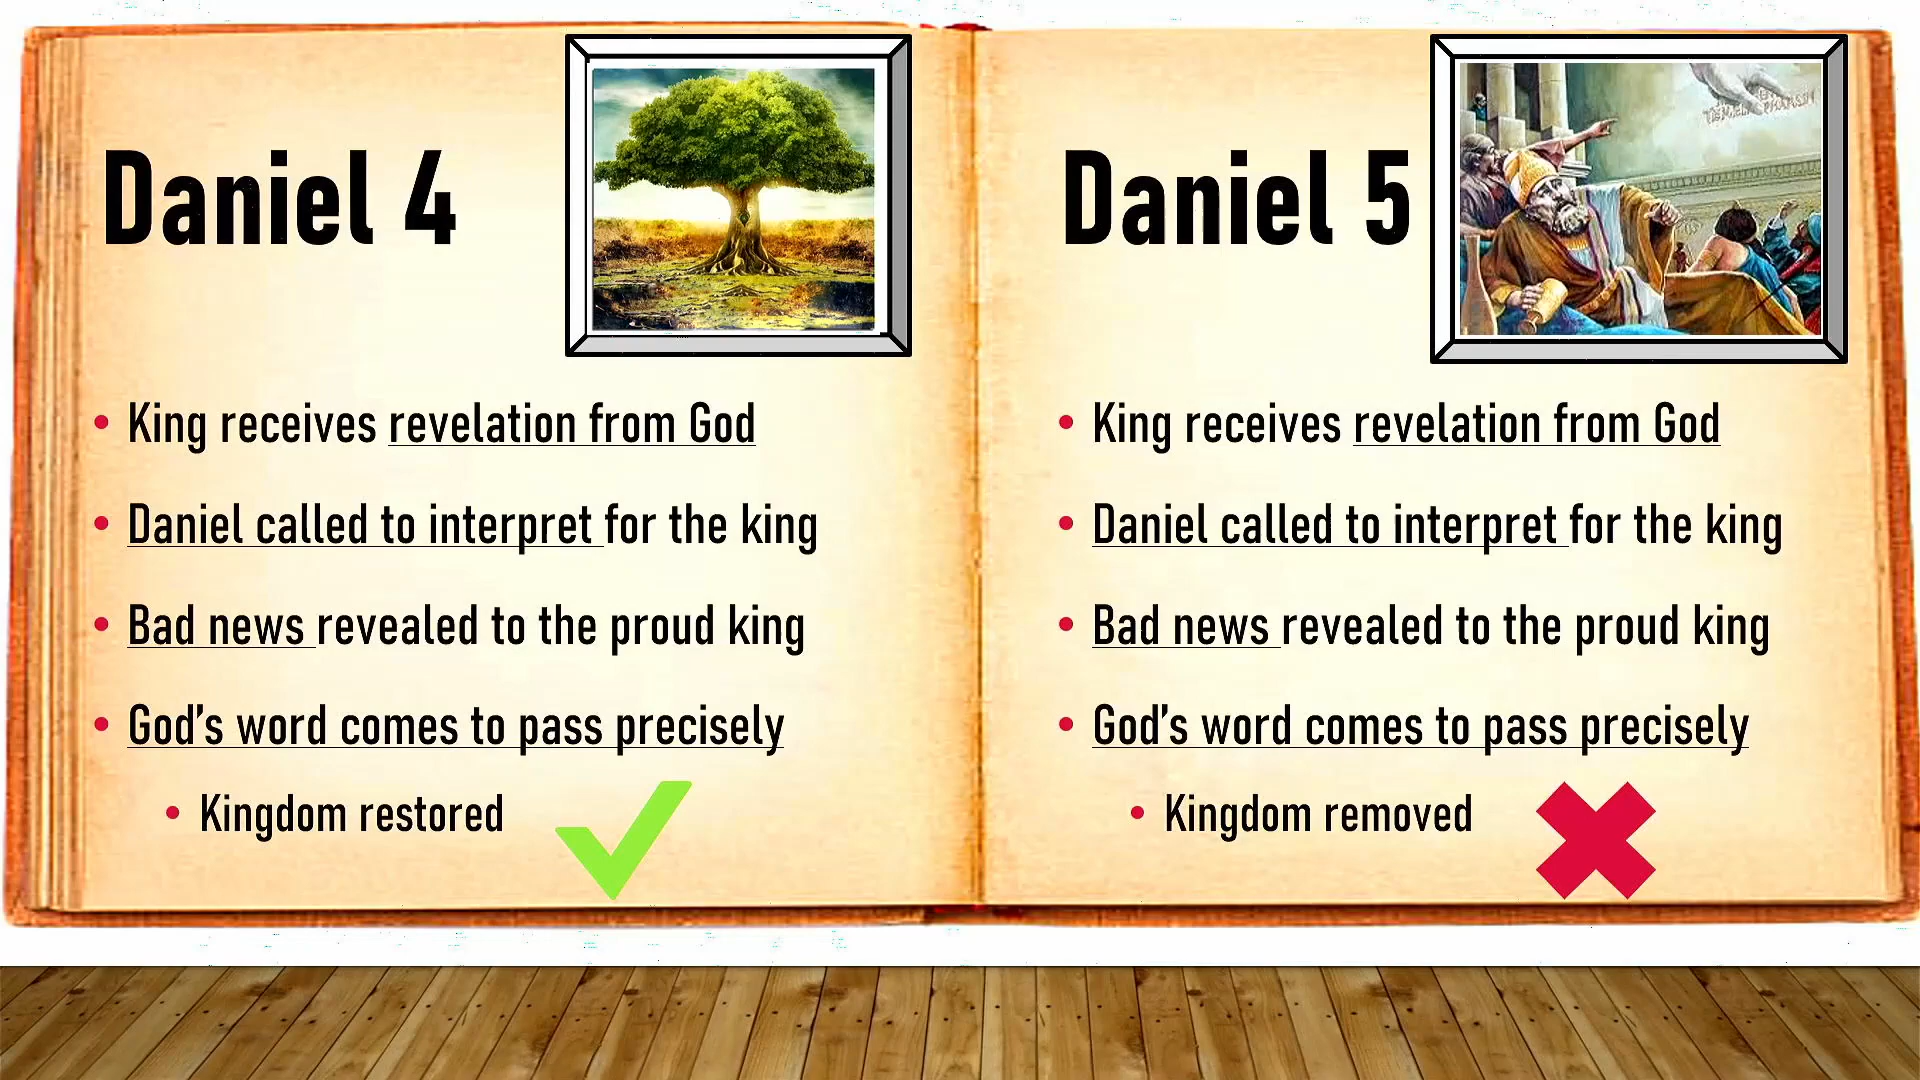 Daniel 4
• King receives revelation from God
• Daniel called to interpret for the king
• Bad news revealed to the proud king
• God's word comes to pass precisely
• Kingdom restored
Daniel 5
• King receives revelation from God
• Daniel called to interpret for the king
• Bad news revealed to the proud king
• God's word comes to pass precisely
• Kingdom removed